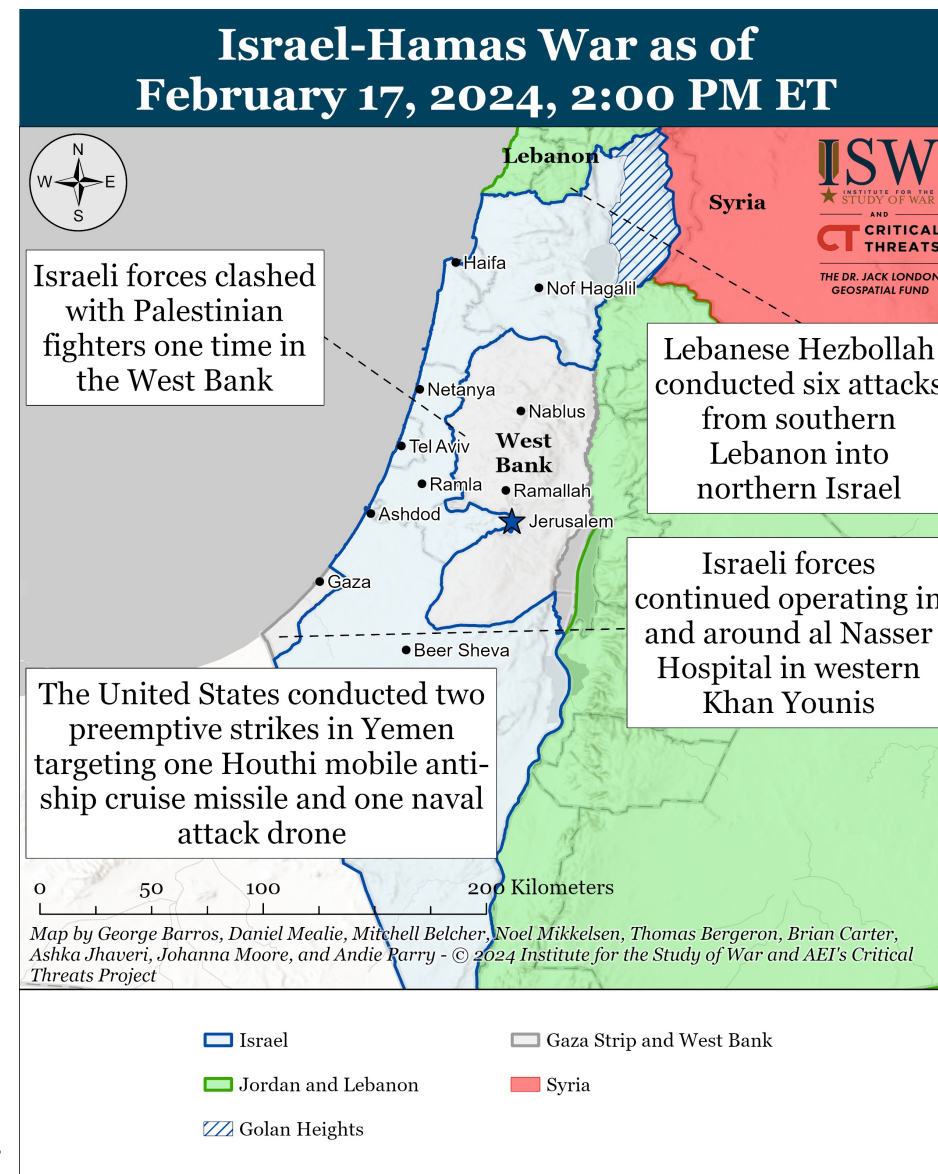 Israel-Hamas War as of
February 17, 2024, 2:00 PM ET
N
W
E
S
Lebanon
Syria
ISW
INSTITUTE FOR THE
STUDY OF WAR
AND
CT CRITICAL
THREATS
THE DR. JACK LONDON
GEOSPATIAL FUND
Israeli forces clashed
with Palestinian
fighters one time in
the West Bank
Haifa
Nof Hagalil
Lebanese Hezbollah
conducted six attacks
from southern
Lebanon into
northern Israel
Netanya
Nablus
Tel Aviv
West
Bank
Ramla
Ramallah
Ashdod
Jerusalem
Israeli forces
continued operating in
and around al Nasser
Hospital in western
Khan Younis
Gaza
Beer Sheva
The United States conducted two
preemptive strikes in Yemen
targeting one Houthi mobile anti-
ship cruise missile and one naval
attack drone
0 50 100 200 Kilometers
Map by George Barros, Daniel Mealie, Mitchell Belcher, Noel Mikkelsen, Thomas Bergeron, Brian Carter,
Ashka Jhaveri, Johanna Moore, and Andie Parry - © 2024 Institute for the Study of War and AEI's Critical
Threats Project
Israel
Gaza Strip and West Bank
Jordan and Lebanon
Syria
Golan Heights